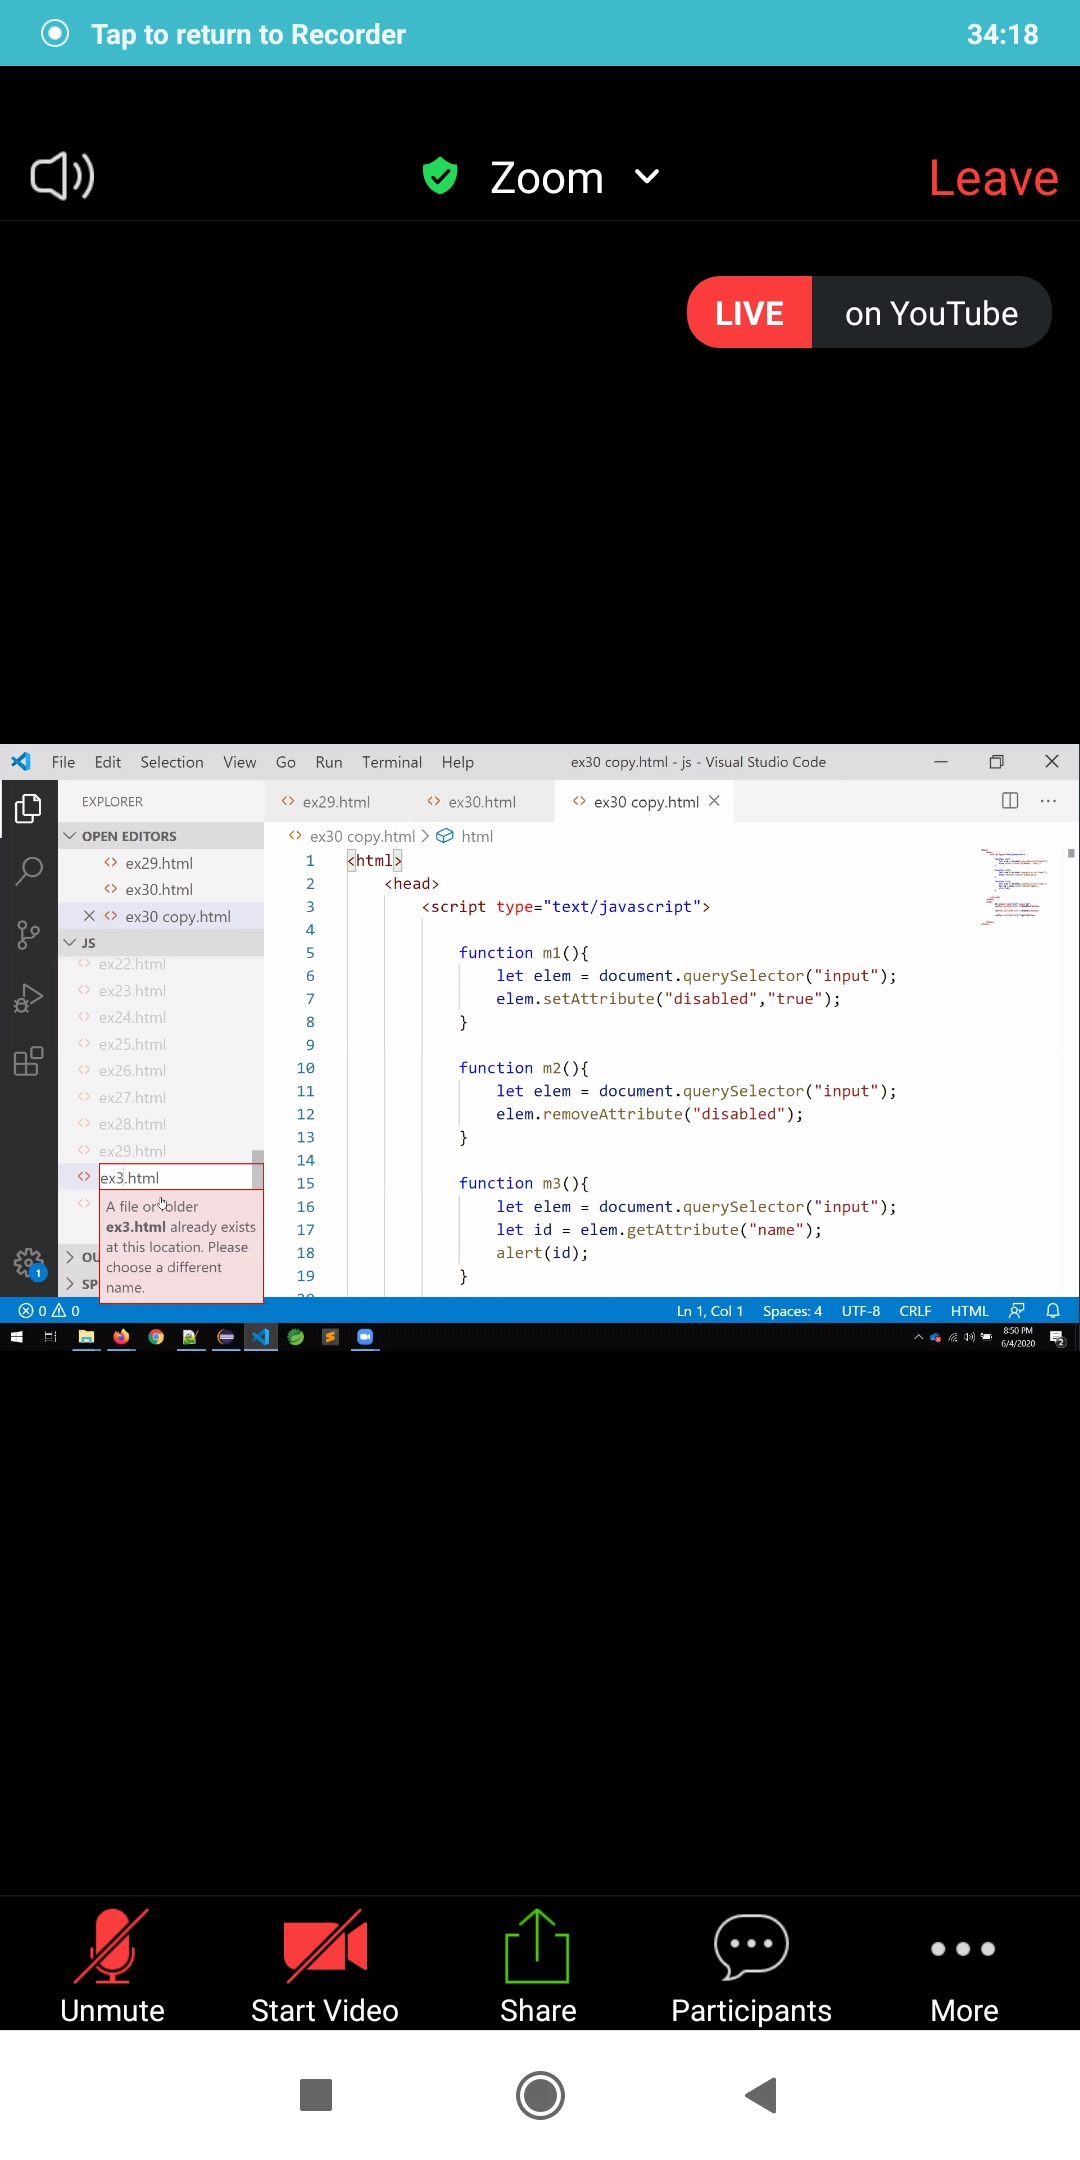 Tap to return to Recorder 34:18
Zoom Leave
LIVE on YouTube
File Edit Selection View Go Run Terminal Help ex30 copy.html - js - Visual Studio Code
EXPLORER
ex29.html ex30.html ex30 copy.html
OPEN EDITORS
ex29.html
ex30.html
ex30 copy.html
JS
ex22.html
ex23.html
ex24.html
ex25.html
ex26.html
ex27.html
ex28.html
ex29.html
ex3.html
A file or folder
ex3.html already exists
at this location. Please
choose a different
name.
OU
SP
ex30 copy.html > html
1 <html>
2 <head>
3 <script type="text/javascript">
4
5 function m1(){
6 let elem = document.querySelector("input");
7 elem.setAttribute("disabled","true");
8 }
9
10 function m2(){
11 let elem = document.querySelector("input");
12 elem.removeAttribute("disabled");
13 }
14
15 function m3(){
16 let elem = document.querySelector("input");
17 let id = elem.getAttribute("name");
18 alert(id);
19 }
20
1
0 0 Ln 1, Col 1 Spaces: 4 UTF-8 CRLF HTML
8:50 PM
6/4/2020
2
Unmute Start Video Share Participants More